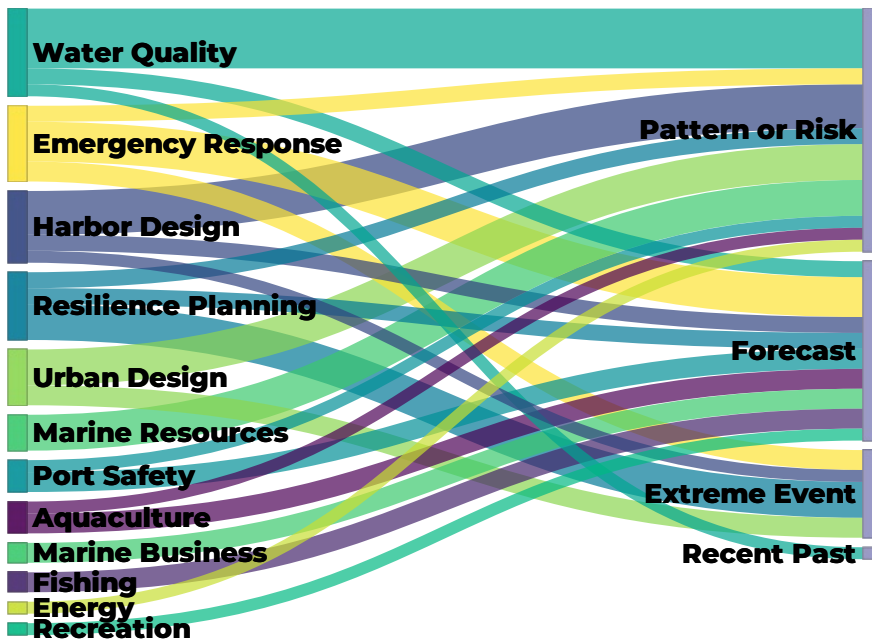 Water Quality
Emergency Response
Harbor Design
Resilience Planning
Urban Design
Marine Resources
Port Safety
Aquaculture
Marine Business
Fishing
Energy
Recreation
Pattern or Risk
Forecast
Extreme Event
Recent Past